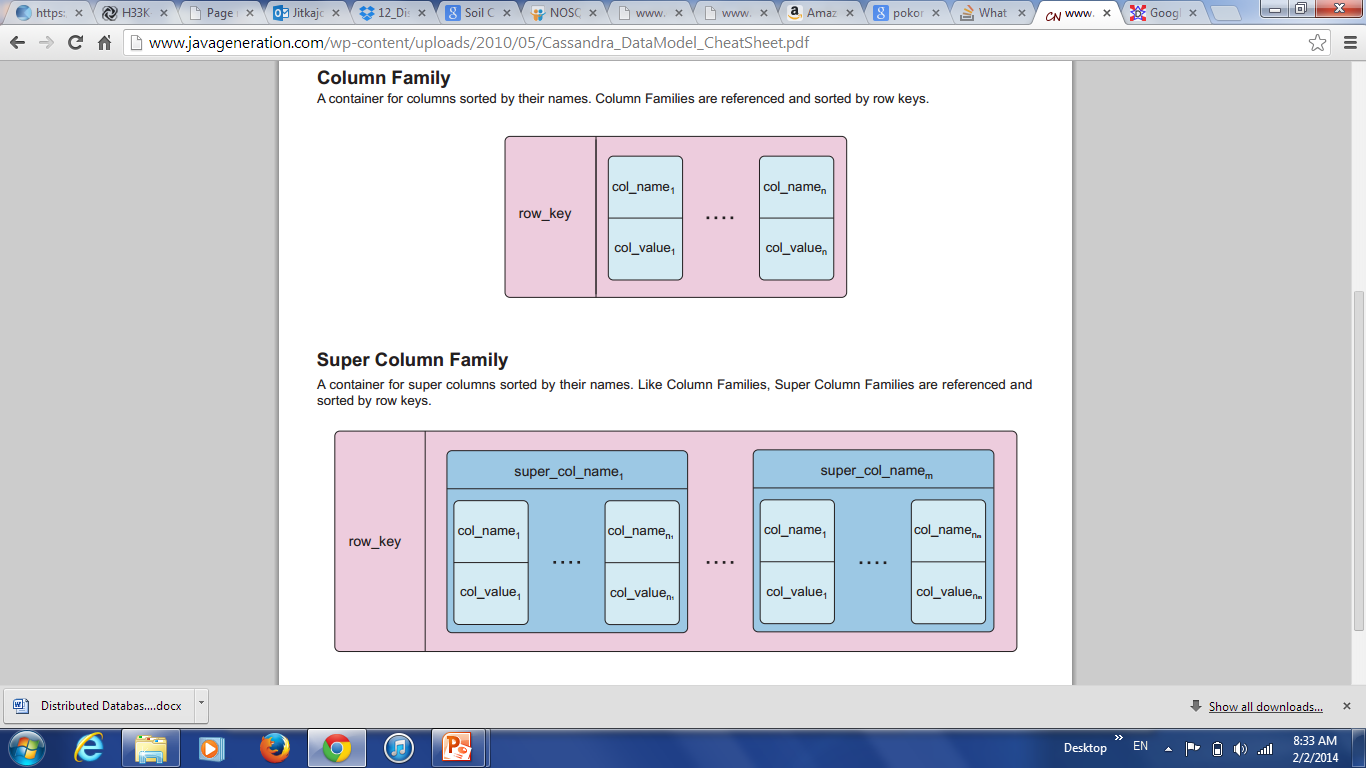 https:
H33K
Page
Jitkajo
12_Dis
Soil C
NOSQ
www.
www.
Amaz
pokor
What
www.
Googl
www.javageneration.com/wp-content/uploads/2010/05/Cassandra_DataModel_CheatSheet.pdf
Column Family
A container for columns sorted by their names. Column Families are referenced and sorted by row keys.
row_key
col_name1
col_value1
....
col_namen
col_valuen
Super Column Family
A container for super columns sorted by their names. Like Column Families, Super Column Families are referenced and
sorted by row keys.
row_key
super_col_name1
col_name1
col_value1
....
col_namen1
col_valuen1
....
super_col_namem
col_name1
col_value1
....
col_namenm
col_valuenm
Distributed Databas....docx
Show all downloads...
Desktop
EN
8:33 AM
2/2/2014